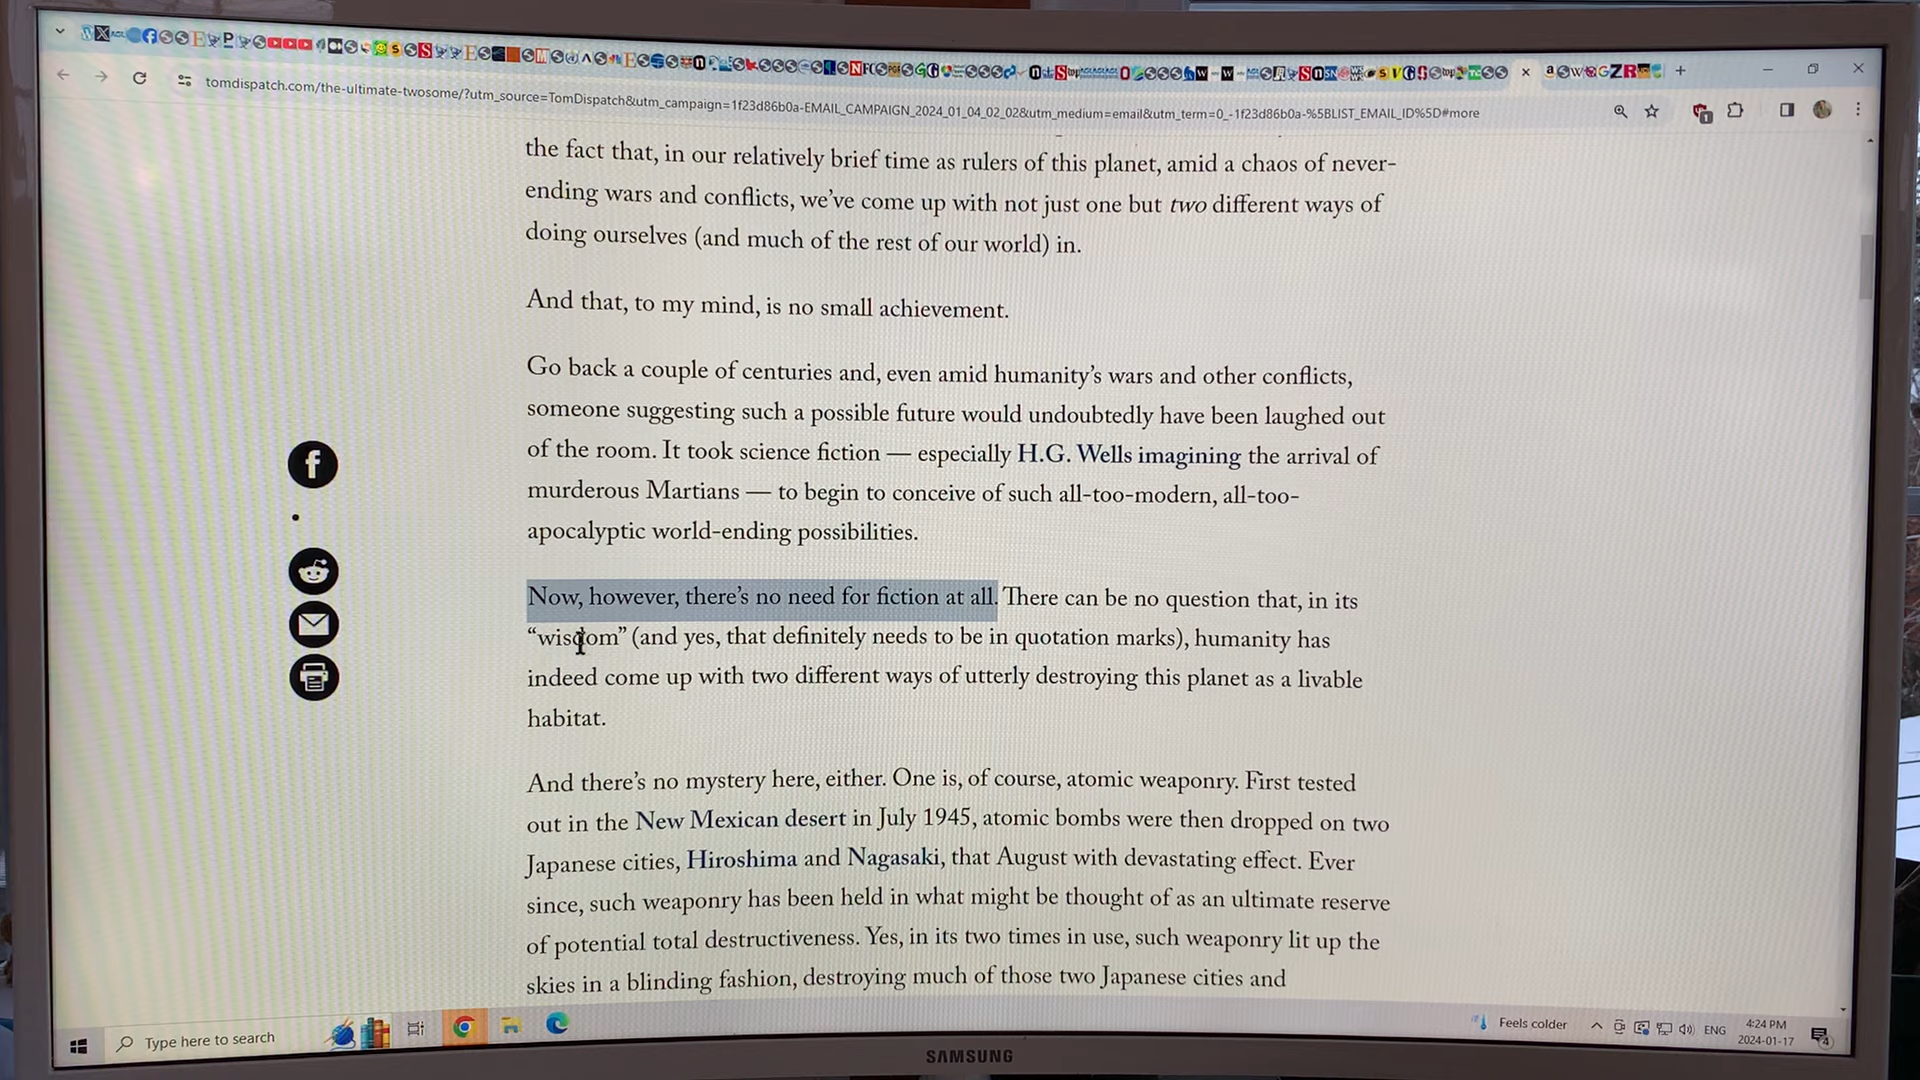 tomdispatch.com/the-ultimate-twosome/?utm_source=TomDispatch&utm_campaign=1f23d86b0a-EMAIL_CAMPAIGN_2024_01_04_02_02&utm_medium=email&utm_term=0_-1f23d86b0a-%5BLIST_EMAIL_ID%5D#more
the fact that, in our relatively brief time as rulers of this planet, amid a chaos of never-
ending wars and conflicts, we’ve come up with not just one but two different ways of
doing ourselves (and much of the rest of our world) in.
And that, to my mind, is no small achievement.
Go back a couple of centuries and, even amid humanity’s wars and other conflicts,
someone suggesting such a possible future would undoubtedly have been laughed out
of the room. It took science fiction — especially H.G. Wells imagining the arrival of
murderous Martians — to begin to conceive of such all-too-modern, all-too-
apocalyptic world-ending possibilities.
Now, however, there’s no need for fiction at all. There can be no question that, in its
“wisdom” (and yes, that definitely needs to be in quotation marks), humanity has
indeed come up with two different ways of utterly destroying this planet as a livable
habitat.
And there’s no mystery here, either. One is, of course, atomic weaponry. First tested
out in the New Mexican desert in July 1945, atomic bombs were then dropped on two
Japanese cities, Hiroshima and Nagasaki, that August with devastating effect. Ever
since, such weaponry has been held in what might be thought of as an ultimate reserve
of potential total destructiveness. Yes, in its two times in use, such weaponry lit up the
skies in a blinding fashion, destroying much of those two Japanese cities and
Type here to search
Feels colder
ENG
4:24 PM
2024-01-17
4
SAMSUNG